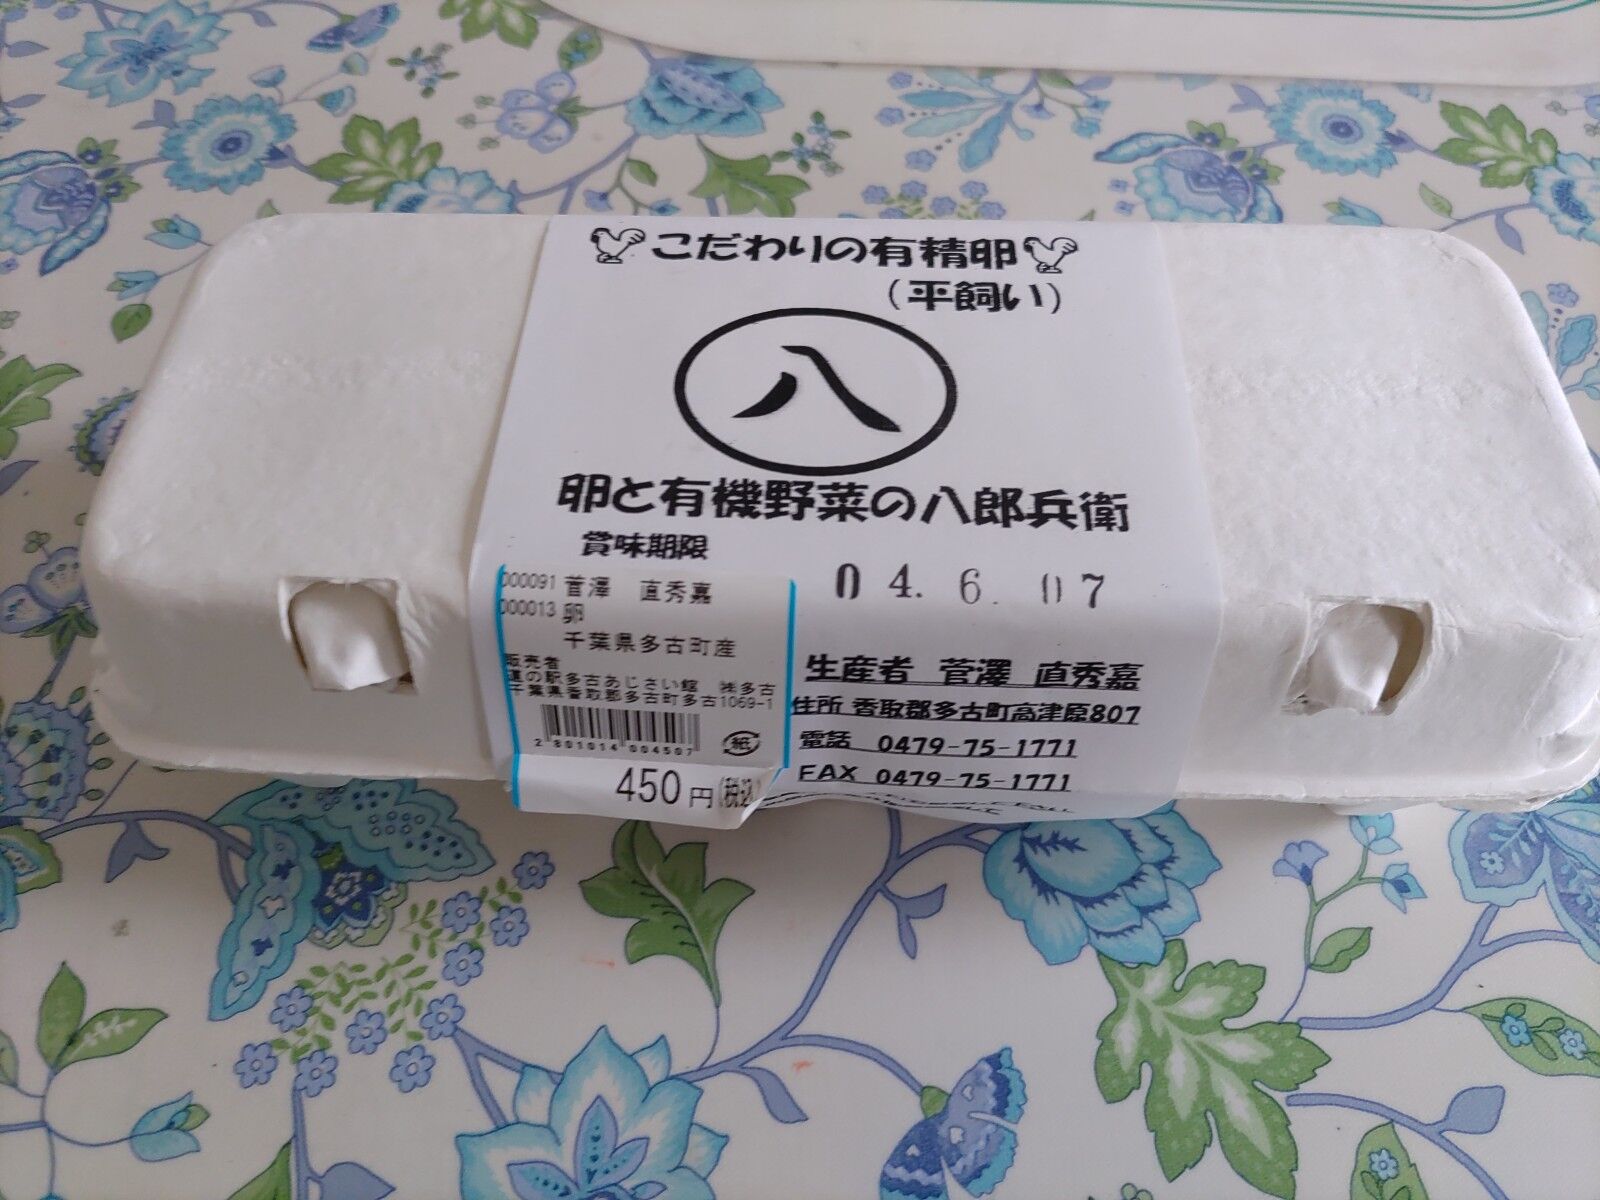 こだわりの有精卵
(平飼い)
八
卵と有機野菜の八郎兵衛
賞味期限
04.6.07
000091 菅澤 直秀嘉
000013 卵
千葉県多古町産
販売者
道の駅多古あじさい館 ㈱多古
千葉県香取郡多古町多古1069-1
2 801014 004507
紙
450円(税込)
生産者 菅澤 直秀嘉
住所 香取郡多古町高津原807
電話 0479-75-1771
FAX 0479-75-1771